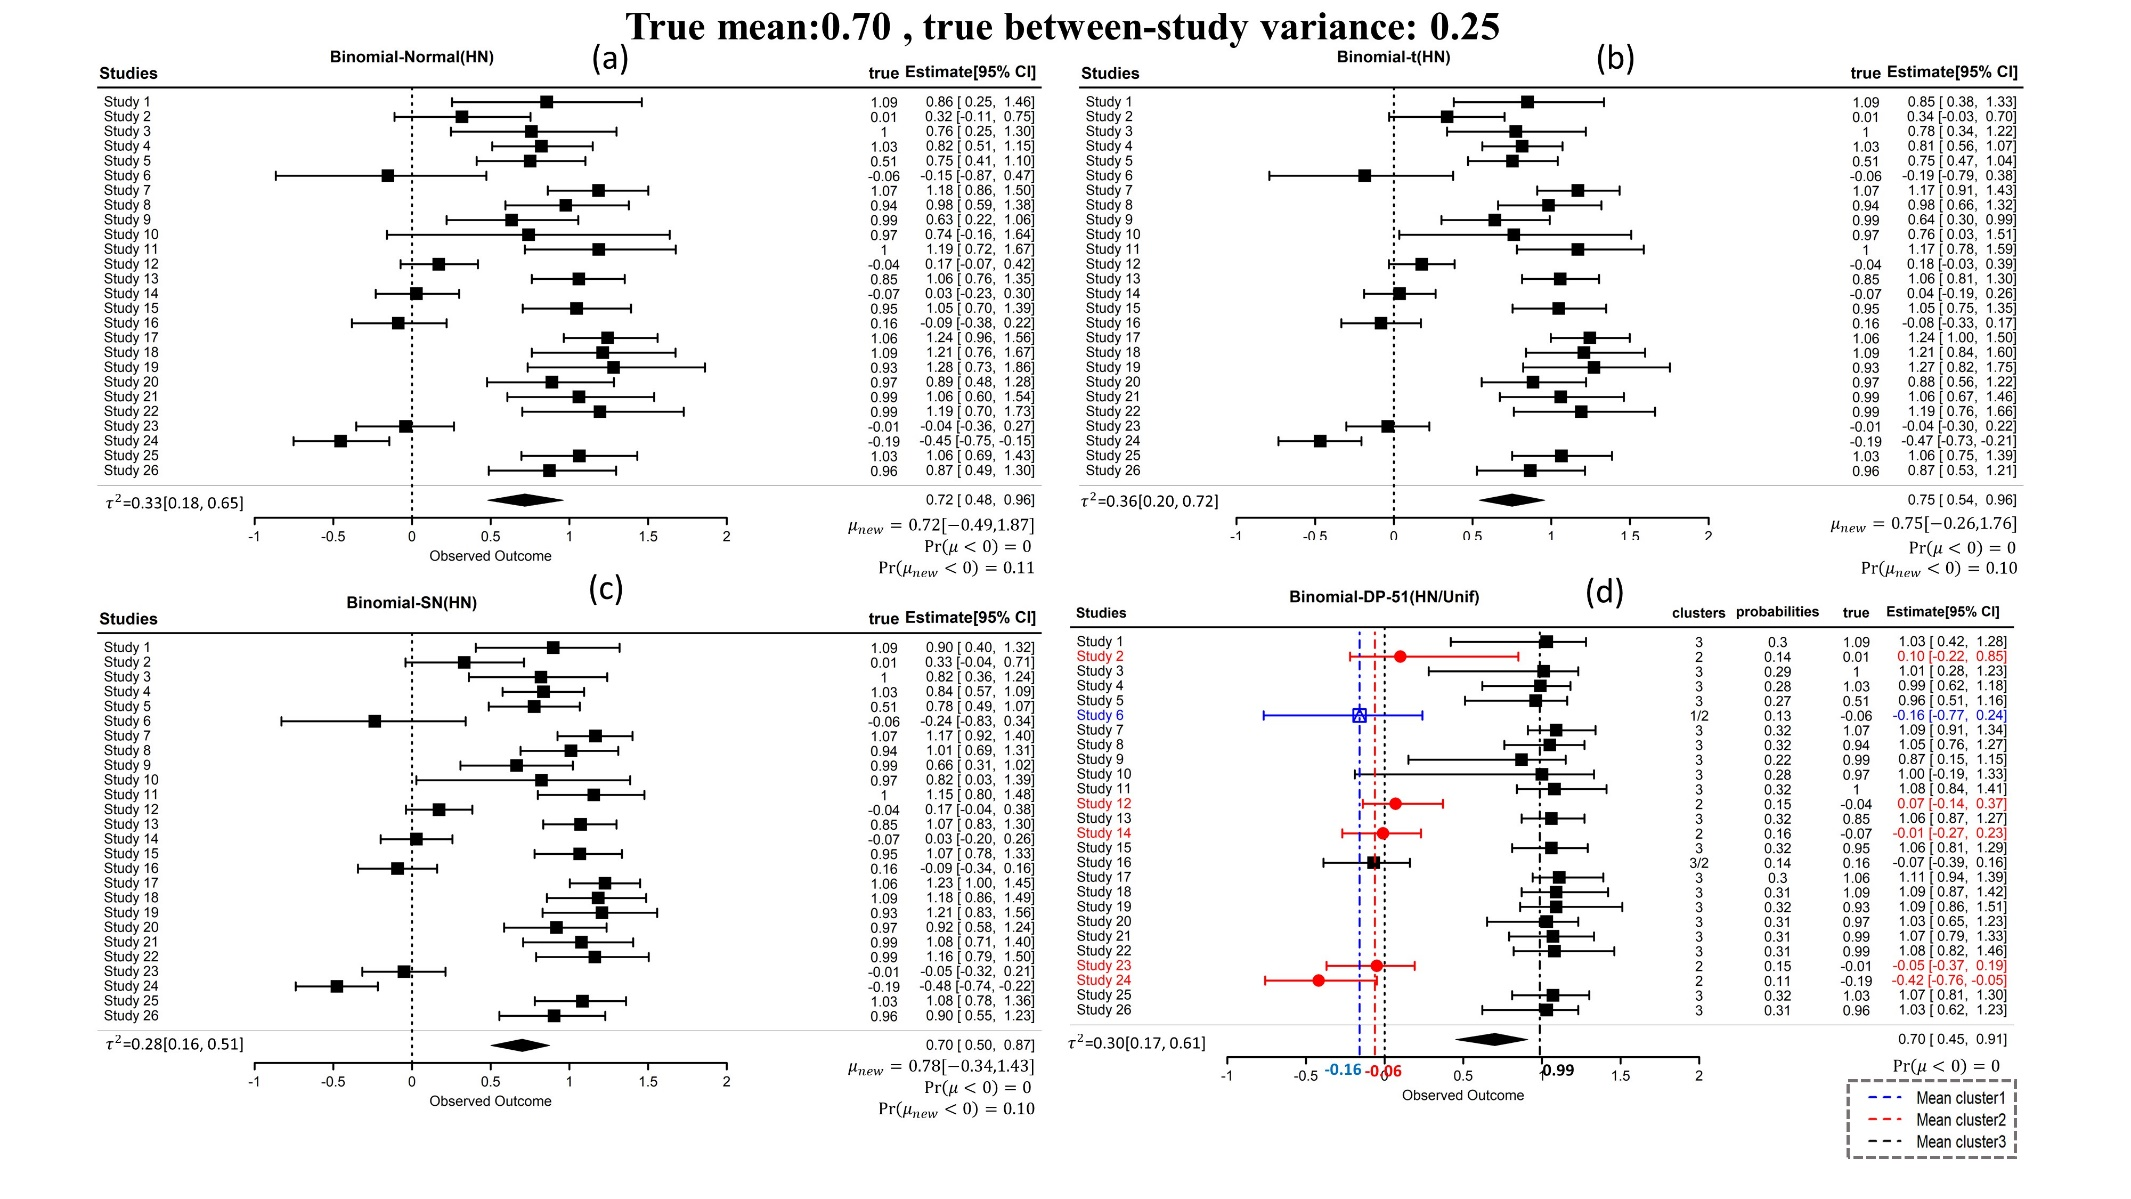 True mean:0.70 , true between-study variance: 0.25
Binomial-Normal(HN) (a)
Studies true Estimate[95% CI]
Study 1 1.09 0.86 [ 0.25, 1.46]
Study 2 0.01 0.32 [-0.11, 0.75]
Study 3 1 0.76 [ 0.25, 1.30]
Study 4 1.03 0.82 [ 0.51, 1.15]
Study 5 0.51 0.75 [ 0.41, 1.10]
Study 6 -0.06 -0.15 [-0.87, 0.47]
Study 7 1.07 1.18 [ 0.86, 1.50]
Study 8 0.94 0.98 [ 0.59, 1.38]
Study 9 0.99 0.63 [ 0.22, 1.06]
Study 10 0.97 0.74 [-0.16, 1.64]
Study 11 1 1.19 [ 0.72, 1.67]
Study 12 -0.04 0.17 [-0.07, 0.42]
Study 13 0.85 1.06 [ 0.76, 1.35]
Study 14 -0.07 0.03 [-0.23, 0.30]
Study 15 0.95 1.05 [ 0.70, 1.39]
Study 16 0.16 -0.09 [-0.38, 0.22]
Study 17 1.06 1.24 [ 0.96, 1.56]
Study 18 1.09 1.21 [ 0.76, 1.67]
Study 19 0.93 1.28 [ 0.73, 1.86]
Study 20 0.97 0.89 [ 0.48, 1.28]
Study 21 0.99 1.06 [ 0.60, 1.54]
Study 22 0.99 1.19 [ 0.70, 1.73]
Study 23 -0.01 -0.04 [-0.36, 0.27]
Study 24 -0.19 -0.45 [-0.75, -0.15]
Study 25 1.03 1.06 [ 0.69, 1.43]
Study 26 0.96 0.87 [ 0.49, 1.30]
τ²=0.33[0.18, 0.65] 0.72 [ 0.48, 0.96]
-1 -0.5 0 0.5 1 1.5 2
Observed Outcome
μnew = 0.72[−0.49,1.87]
Pr(μ < 0) = 0
Pr(μnew < 0) = 0.11
Binomial-t(HN) (b)
Studies true Estimate[95% CI]
Study 1 1.09 0.85 [ 0.38, 1.33]
Study 2 0.01 0.34 [-0.03, 0.70]
Study 3 1 0.78 [ 0.34, 1.22]
Study 4 1.03 0.81 [ 0.56, 1.07]
Study 5 0.51 0.75 [ 0.47, 1.04]
Study 6 -0.06 -0.19 [-0.79, 0.38]
Study 7 1.07 1.17 [ 0.91, 1.43]
Study 8 0.94 0.98 [ 0.66, 1.32]
Study 9 0.99 0.64 [ 0.30, 0.99]
Study 10 0.97 0.76 [ 0.03, 1.51]
Study 11 1 1.17 [ 0.78, 1.59]
Study 12 -0.04 0.18 [-0.03, 0.39]
Study 13 0.85 1.06 [ 0.81, 1.30]
Study 14 -0.07 0.04 [-0.19, 0.26]
Study 15 0.95 1.05 [ 0.75, 1.35]
Study 16 0.16 -0.08 [-0.33, 0.17]
Study 17 1.06 1.24 [ 1.00, 1.50]
Study 18 1.09 1.21 [ 0.84, 1.60]
Study 19 0.93 1.27 [ 0.82, 1.75]
Study 20 0.97 0.88 [ 0.56, 1.22]
Study 21 0.99 1.06 [ 0.67, 1.46]
Study 22 0.99 1.19 [ 0.76, 1.66]
Study 23 -0.01 -0.04 [-0.30, 0.22]
Study 24 -0.19 -0.47 [-0.73, -0.21]
Study 25 1.03 1.06 [ 0.75, 1.39]
Study 26 0.96 0.87 [ 0.53, 1.21]
τ²=0.36[0.20, 0.72] 0.75 [ 0.54, 0.96]
-1 -0.5 0 0.5 1 1.5 2
μnew = 0.75[−0.26,1.76]
Pr(μ < 0) = 0
Pr(μnew < 0) = 0.10
Binomial-SN(HN) (c)
Studies true Estimate[95% CI]
Study 1 1.09 0.90 [ 0.40, 1.32]
Study 2 0.01 0.33 [-0.04, 0.71]
Study 3 1 0.82 [ 0.36, 1.24]
Study 4 1.03 0.84 [ 0.57, 1.09]
Study 5 0.51 0.78 [ 0.49, 1.07]
Study 6 -0.06 -0.24 [-0.83, 0.34]
Study 7 1.07 1.17 [ 0.92, 1.40]
Study 8 0.94 1.01 [ 0.69, 1.31]
Study 9 0.99 0.66 [ 0.31, 1.02]
Study 10 0.97 0.82 [ 0.03, 1.39]
Study 11 1 1.15 [ 0.80, 1.48]
Study 12 -0.04 0.17 [-0.04, 0.38]
Study 13 0.85 1.07 [ 0.83, 1.30]
Study 14 -0.07 0.03 [-0.20, 0.26]
Study 15 0.95 1.07 [ 0.78, 1.33]
Study 16 0.16 -0.09 [-0.34, 0.16]
Study 17 1.06 1.23 [ 1.00, 1.45]
Study 18 1.09 1.18 [ 0.86, 1.49]
Study 19 0.93 1.21 [ 0.83, 1.56]
Study 20 0.97 0.92 [ 0.58, 1.24]
Study 21 0.99 1.08 [ 0.71, 1.40]
Study 22 0.99 1.16 [ 0.79, 1.50]
Study 23 -0.01 -0.05 [-0.32, 0.21]
Study 24 -0.19 -0.48 [-0.74, -0.22]
Study 25 1.03 1.08 [ 0.78, 1.36]
Study 26 0.96 0.90 [ 0.55, 1.23]
τ²=0.28[0.16, 0.51] 0.70 [ 0.50, 0.87]
-1 -0.5 0 0.5 1 1.5 2
Observed Outcome
μnew = 0.78[−0.34,1.43]
Pr(μ < 0) = 0
Pr(μnew < 0) = 0.10
Binomial-DP-51(HN/Unif) (d)
Studies clusters probabilities true Estimate[95% CI]
Study 1 3 0.3 1.09 1.03 [ 0.42, 1.28]
Study 2 2 0.14 0.01 0.10 [-0.22, 0.85]
Study 3 3 0.29 1 1.01 [ 0.28, 1.23]
Study 4 3 0.28 1.03 0.99 [ 0.62, 1.18]
Study 5 3 0.27 0.51 0.96 [ 0.51, 1.16]
Study 6 1/2 0.13 -0.06 -0.16 [-0.77, 0.24]
Study 7 3 0.32 1.07 1.09 [ 0.91, 1.34]
Study 8 3 0.32 0.94 1.05 [ 0.76, 1.27]
Study 9 3 0.22 0.99 0.87 [ 0.15, 1.15]
Study 10 3 0.28 0.97 1.00 [-0.19, 1.33]
Study 11 3 0.32 1 1.08 [ 0.84, 1.41]
Study 12 2 0.15 -0.04 0.07 [-0.14, 0.37]
Study 13 3 0.32 0.85 1.06 [ 0.87, 1.27]
Study 14 2 0.16 -0.07 -0.01 [-0.27, 0.23]
Study 15 3 0.32 0.95 1.06 [ 0.81, 1.29]
Study 16 3/2 0.14 0.16 -0.07 [-0.39, 0.16]
Study 17 3 0.3 1.06 1.11 [ 0.94, 1.39]
Study 18 3 0.31 1.09 1.09 [ 0.87, 1.42]
Study 19 3 0.32 0.93 1.09 [ 0.86, 1.51]
Study 20 3 0.31 0.97 1.03 [ 0.65, 1.23]
Study 21 3 0.31 0.99 1.07 [ 0.79, 1.33]
Study 22 3 0.31 0.99 1.08 [ 0.82, 1.46]
Study 23 2 0.15 -0.01 -0.05 [-0.37, 0.19]
Study 24 2 0.11 -0.19 -0.42 [-0.76, -0.05]
Study 25 3 0.32 1.03 1.07 [ 0.81, 1.30]
Study 26 3 0.31 0.96 1.03 [ 0.62, 1.23]
τ²=0.30[0.17, 0.61] 0.70 [ 0.45, 0.91]
-1 -0.5 -0.16 -0.06 0 0.5 1 0.99 1.5 2
Observed Outcome
Pr(μ < 0) = 0
Mean cluster1
Mean cluster2
Mean cluster3